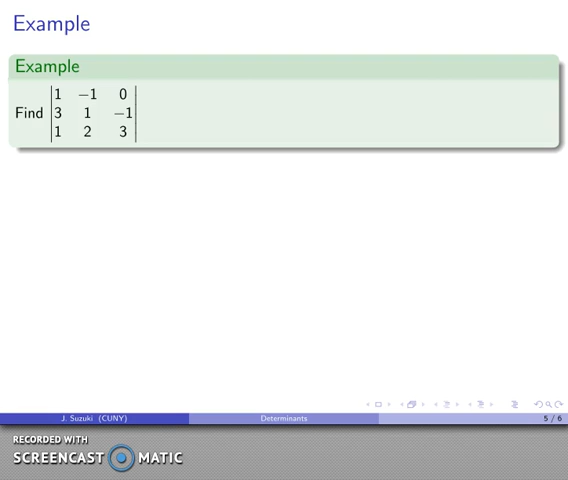 Example
Example
1 −1 0
Find 3 1 −1
1 2 3
J. Suzuki (CUNY) Determinants 5 / 6
RECORDED WITH
SCREENCAST MATIC